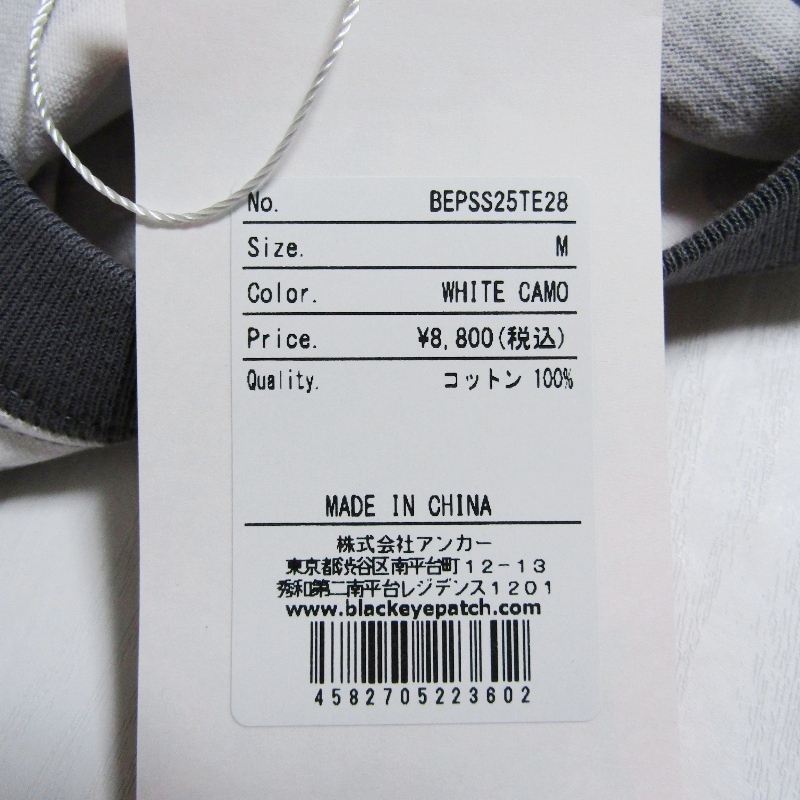 No. BEPSS25TE28
Size. M
Color. WHITE CAMO
Price. ¥8,800(税込)
Quality. コットン 100%
MADE IN CHINA
株式会社アンカー
東京都渋谷区南平台町12-13
秀和第二南平台レジデンス1201
www.blackeyepatch.com
4582705223602